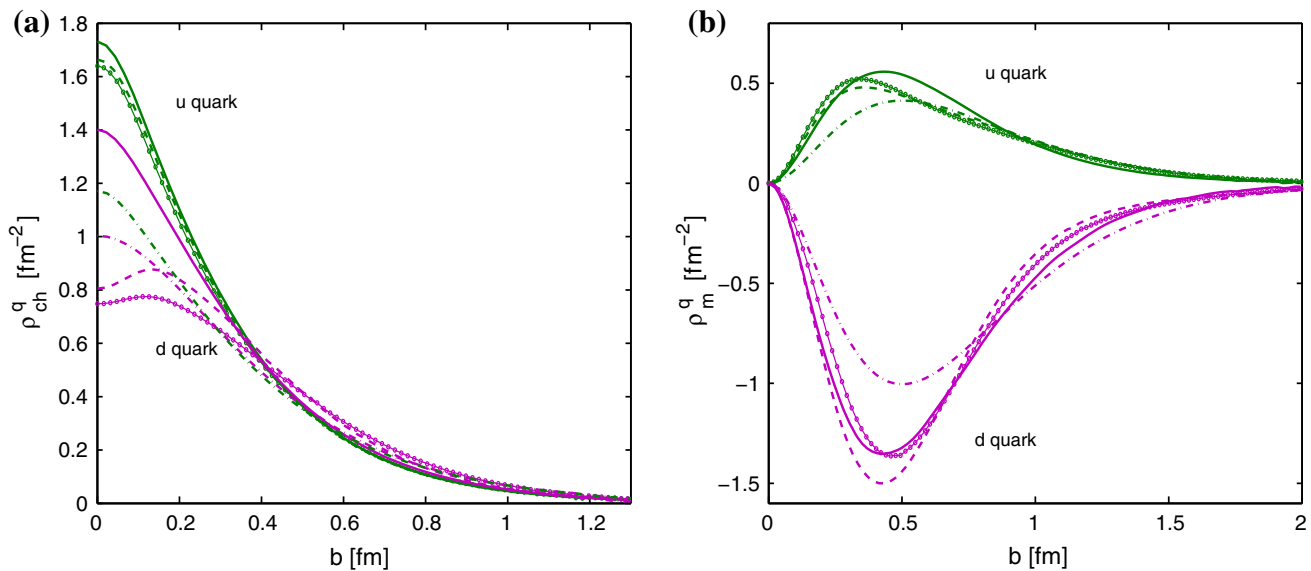 (a)
1.8
1.6
1.4
1.2
1
0.8
0.6
0.4
0.2
0
ρ_ch^q [fm⁻²]
u quark
d quark
0 0.2 0.4 0.6 0.8 1 1.2
b [fm]
(b)
0.5
0
−0.5
−1
−1.5
ρ_m^q [fm⁻²]
u quark
d quark
0 0.5 1 1.5 2
b [fm]